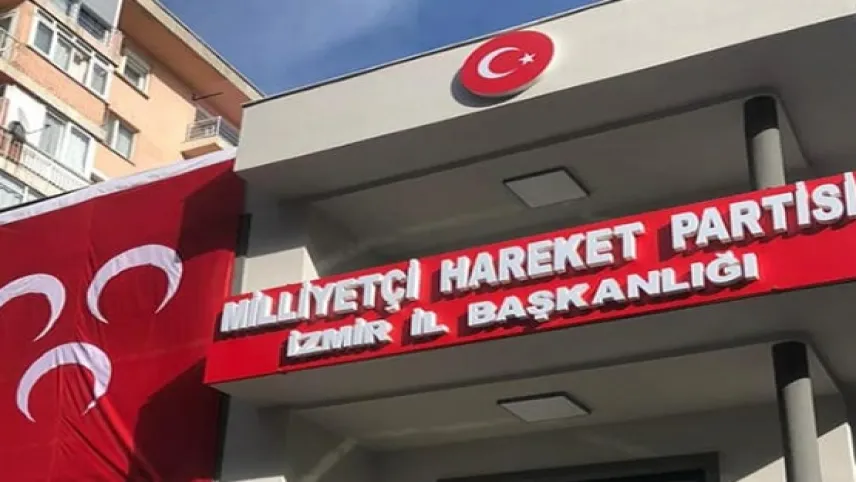 MİLLİYETÇİ HAREKET PARTİSİ
İZMİR İL BAŞKANLIĞI